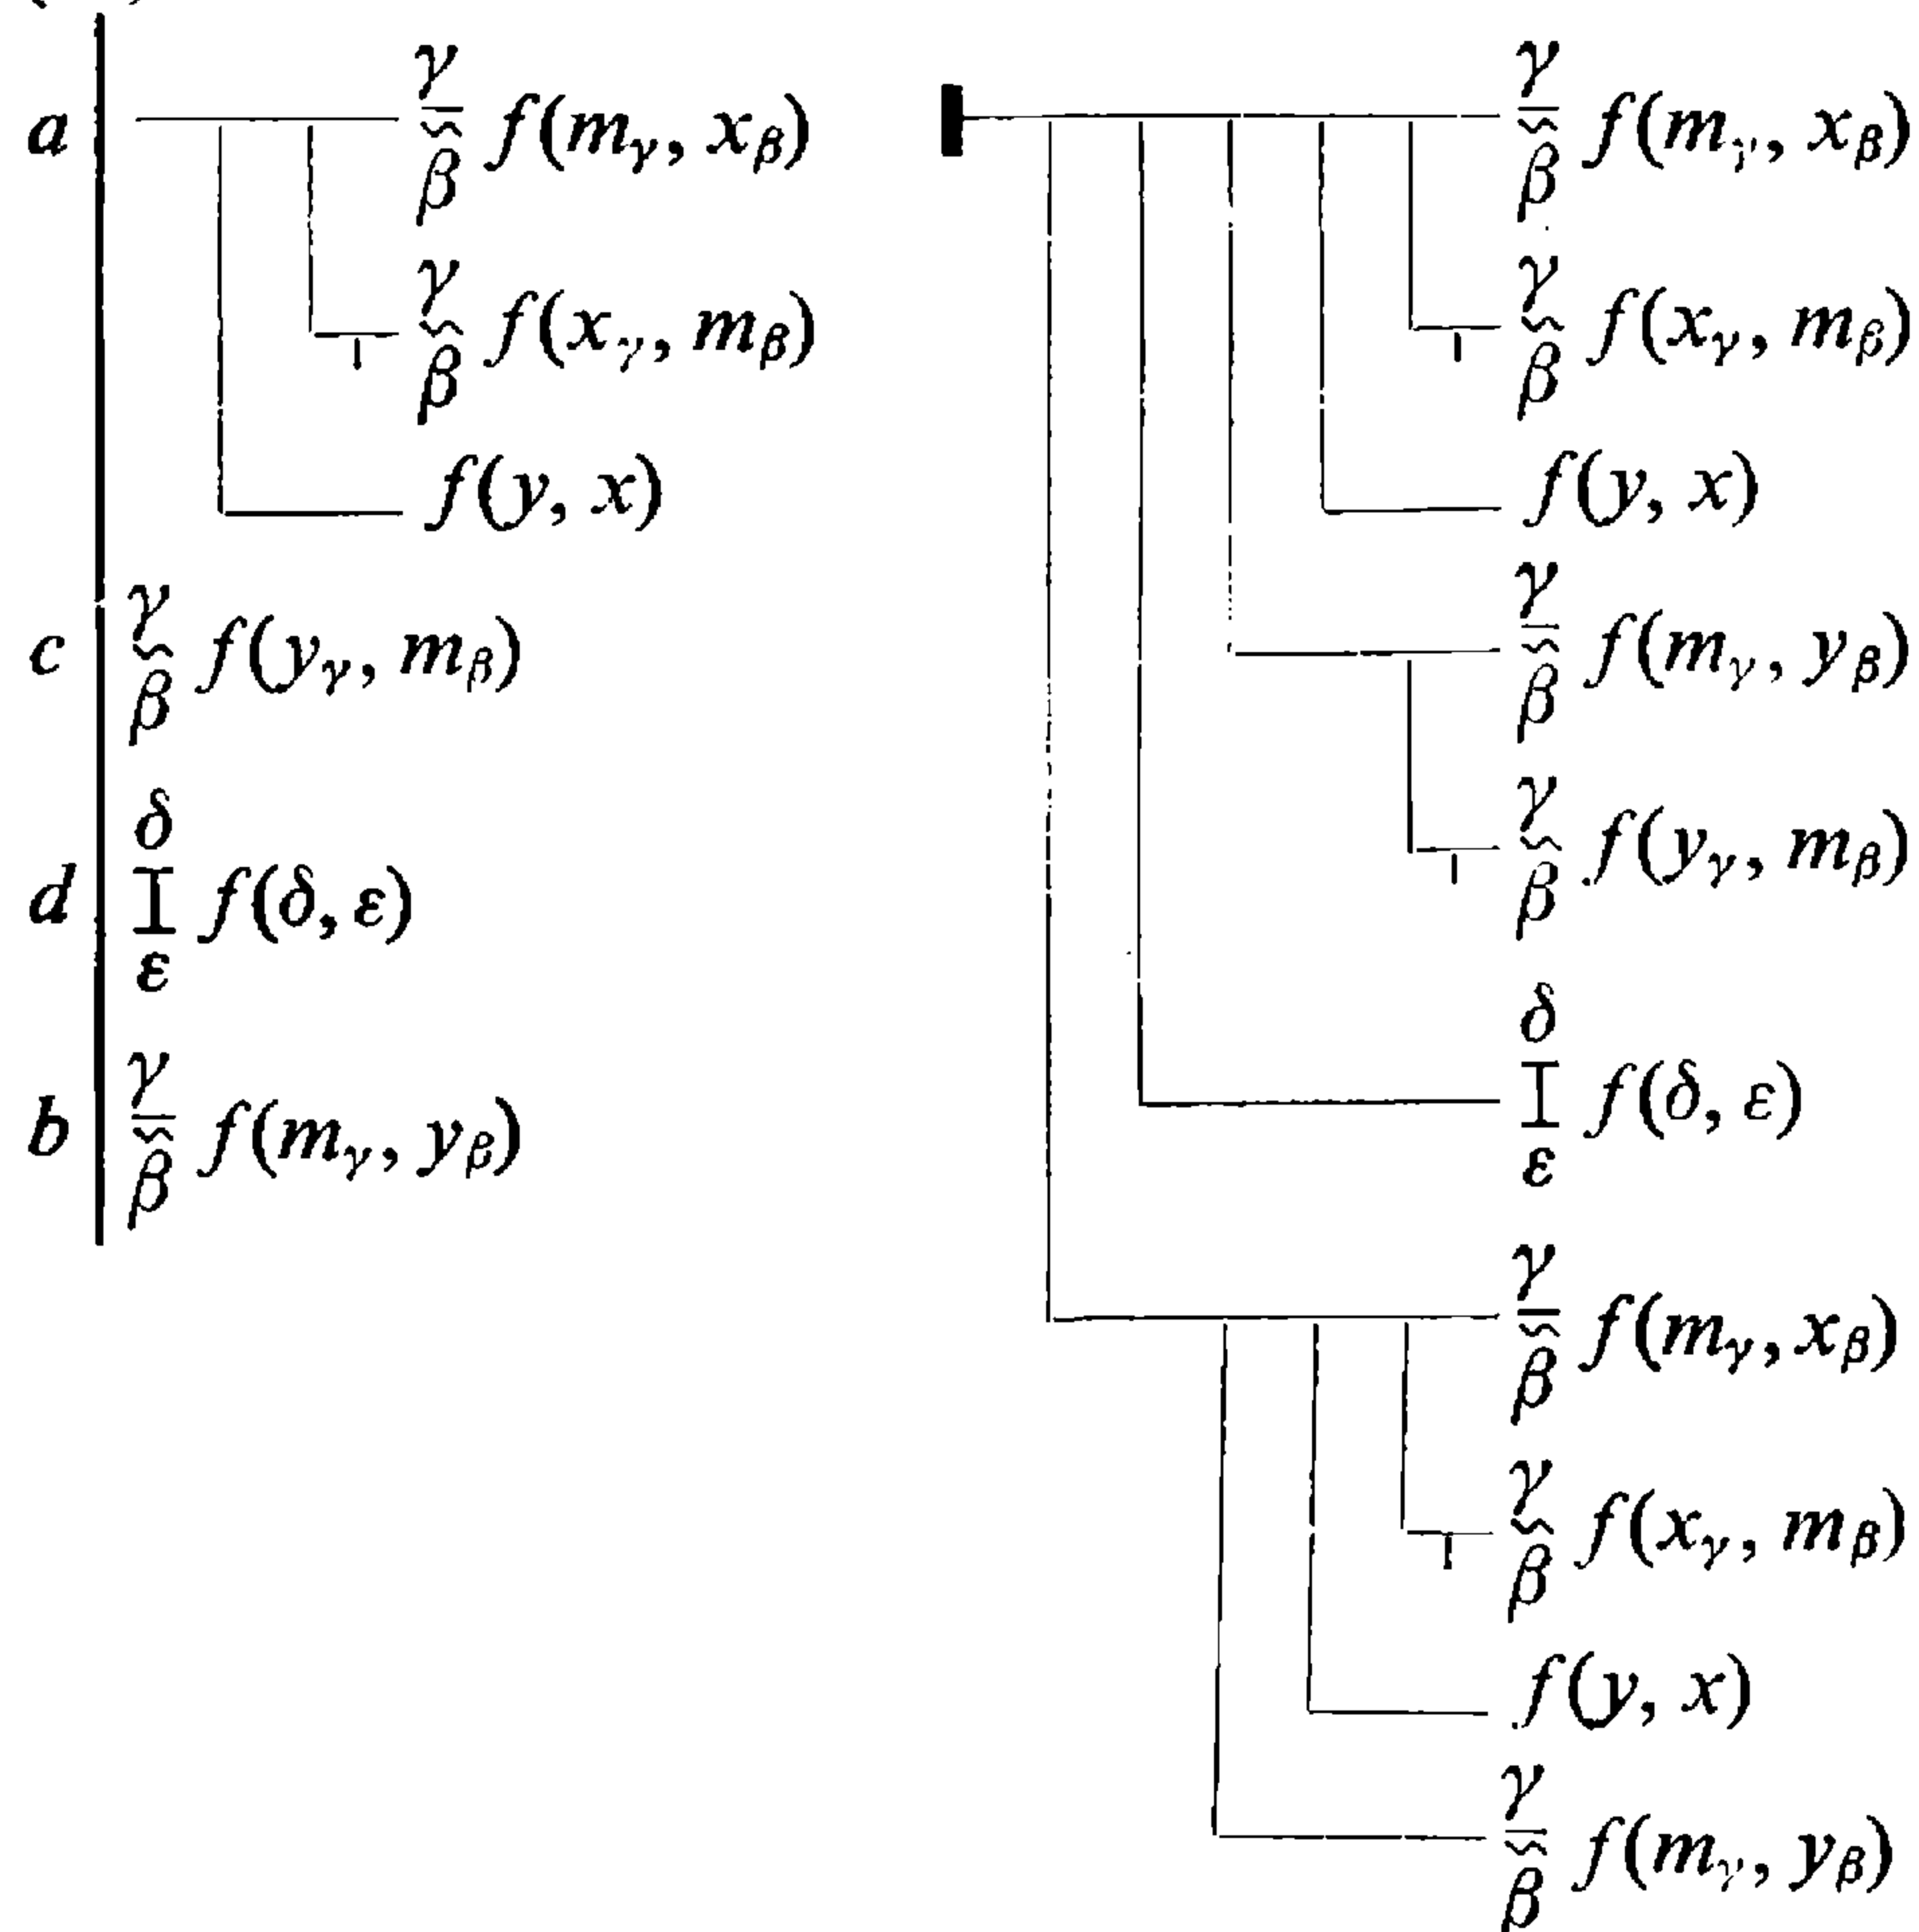 a γ/β f(m_γ, x_β)
γ/β f(x_γ, m_β)
f(y, x)
c γ/β f(y_γ, m_β)
δ
d I f(δ, ε)
ε
b γ/β f(m_γ, y_β)
γ/β f(m_γ, x_β)
γ/β f(x_γ, m_β)
f(y, x)
γ/β f(m_γ, y_β)
γ/β f(y_γ, m_β)
δ
I f(δ, ε)
ε
γ/β f(m_γ, x_β)
γ/β f(x_γ, m_β)
f(y, x)
γ/β f(m_γ, y_β)